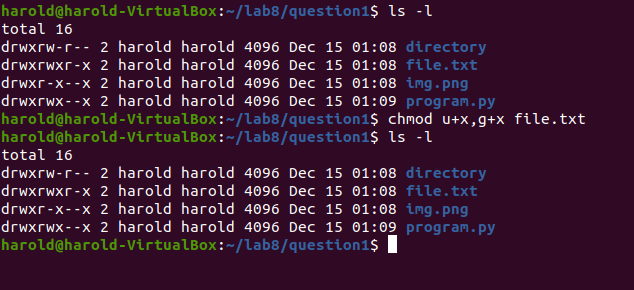 harold@harold-VirtualBox:~/lab8/question1$ ls -l
total 16
drwxrw-r-- 2 harold harold 4096 Dec 15 01:08 directory
drwxrwxr-x 2 harold harold 4096 Dec 15 01:08 file.txt
drwxr-x--x 2 harold harold 4096 Dec 15 01:08 img.png
drwxrwx--x 2 harold harold 4096 Dec 15 01:09 program.py
harold@harold-VirtualBox:~/lab8/question1$ chmod u+x,g+x file.txt
harold@harold-VirtualBox:~/lab8/question1$ ls -l
total 16
drwxrw-r-- 2 harold harold 4096 Dec 15 01:08 directory
drwxrwxr-x 2 harold harold 4096 Dec 15 01:08 file.txt
drwxr-x--x 2 harold harold 4096 Dec 15 01:08 img.png
drwxrwx--x 2 harold harold 4096 Dec 15 01:09 program.py
harold@harold-VirtualBox:~/lab8/question1$